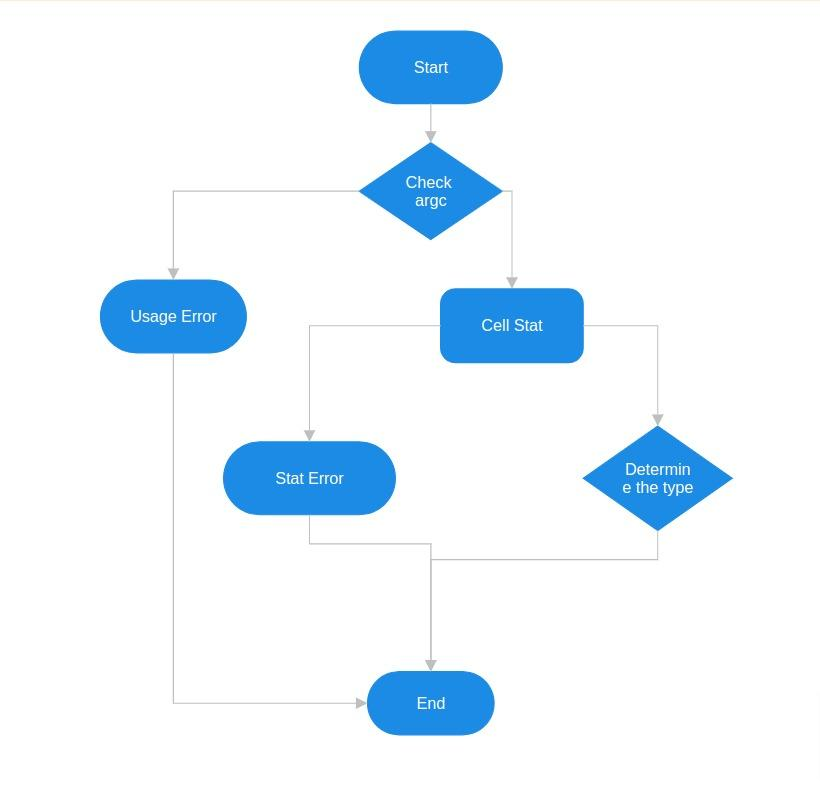 Start
Check
argc
Usage Error
Cell Stat
Stat Error
Determin
e the type
End